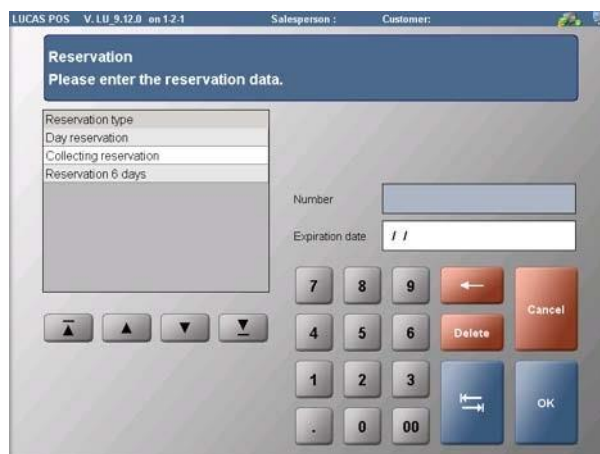 LUCAS POS V. LU_9.12.0 on 1-2-1 Salesperson : Customer:
Reservation
Please enter the reservation data.
Reservation type
Day reservation
Collecting reservation
Reservation 6 days
Number
Expiration date / /
7 8 9
Cancel
4 5 6 Delete
1 2 3
OK
. 0 00